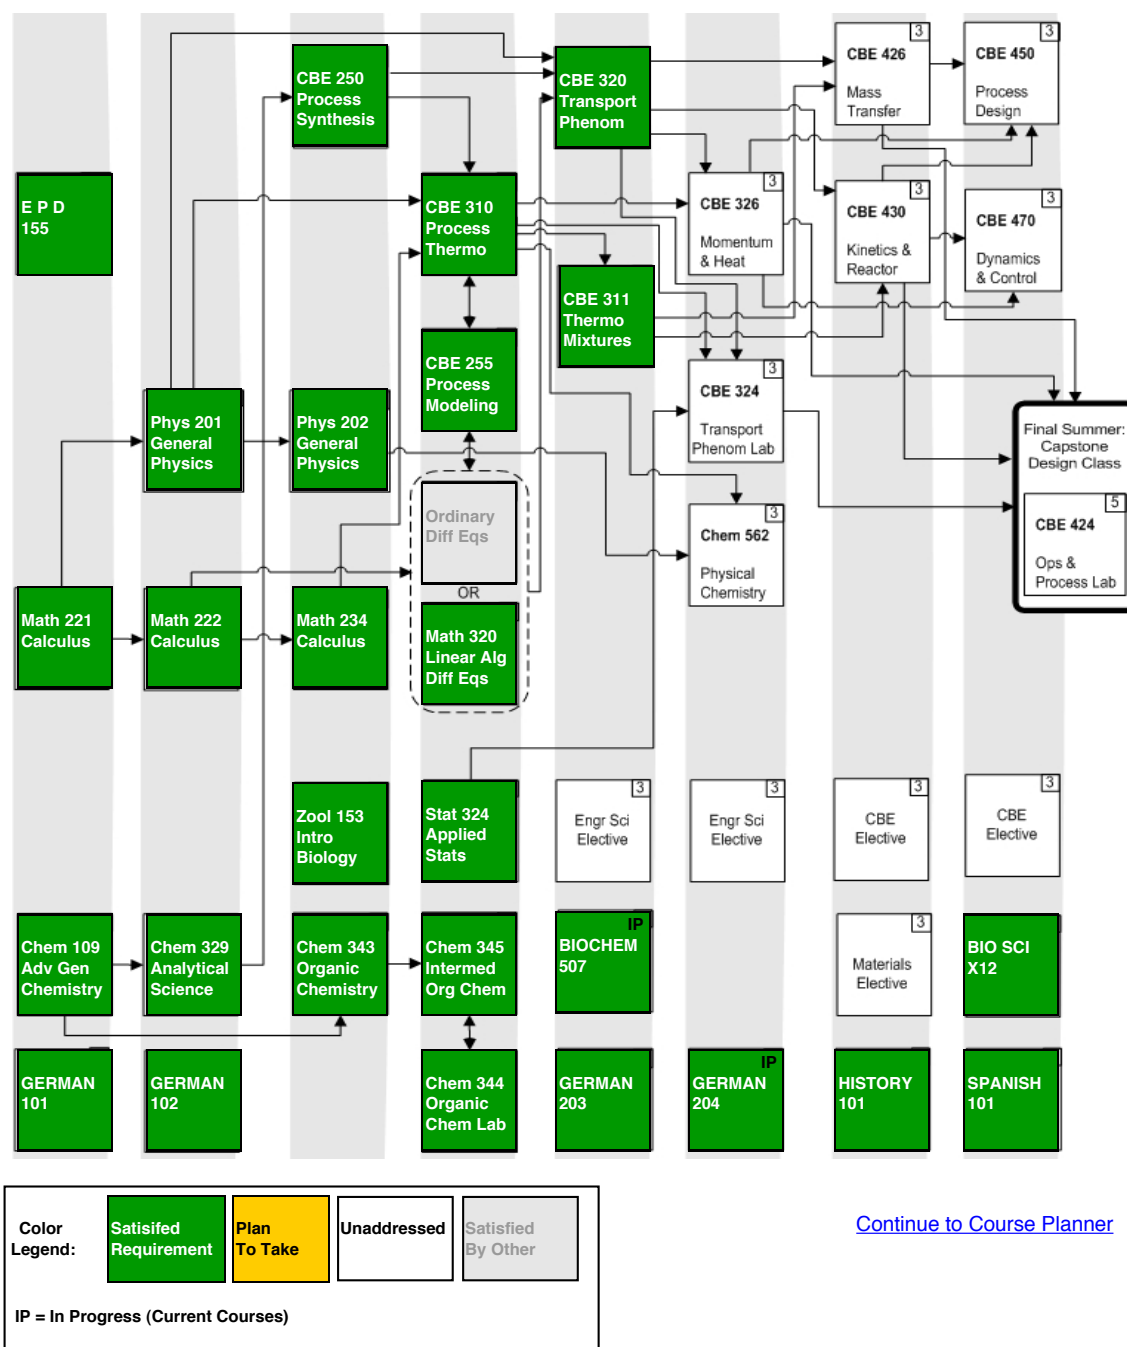 CBE 250
Process
Synthesis
CBE 320
Transport
Phenom
3
CBE 426
Mass
Transfer
3
CBE 450
Process
Design
E P D
155
CBE 310
Process
Thermo
3
CBE 326
Momentum
& Heat
3
CBE 430
Kinetics &
Reactor
3
CBE 470
Dynamics
& Control
CBE 311
Thermo
Mixtures
CBE 255
Process
Modeling
3
CBE 324
Transport
Phenom Lab
Phys 201
General
Physics
Phys 202
General
Physics
Final Summer:
Capstone
Design Class
5
CBE 424
Ops &
Process Lab
Ordinary
Diff Eqs
OR
3
Chem 562
Physical
Chemistry
Math 221
Calculus
Math 222
Calculus
Math 234
Calculus
Math 320
Linear Alg
Diff Eqs
Zool 153
Intro
Biology
Stat 324
Applied
Stats
3
Engr Sci
Elective
3
Engr Sci
Elective
3
CBE
Elective
3
CBE
Elective
Chem 109
Adv Gen
Chemistry
Chem 329
Analytical
Science
Chem 343
Organic
Chemistry
Chem 345
Intermed
Org Chem
IP
BIOCHEM
507
3
Materials
Elective
BIO SCI
X12
GERMAN
101
GERMAN
102
Chem 344
Organic
Chem Lab
GERMAN
203
IP
GERMAN
204
HISTORY
101
SPANISH
101
Color
Legend:
Satisifed
Requirement
Plan
To Take
Unaddressed
Satisfied
By Other
IP = In Progress (Current Courses)
Continue to Course Planner